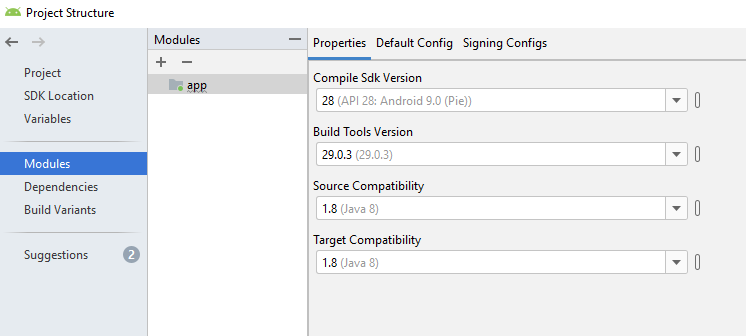 Project Structure
Project
SDK Location
Variables
Modules
Dependencies
Build Variants
Suggestions 2
Modules
app
Properties Default Config Signing Configs
Compile Sdk Version
28 (API 28: Android 9.0 (Pie))
Build Tools Version
29.0.3 (29.0.3)
Source Compatibility
1.8 (Java 8)
Target Compatibility
1.8 (Java 8)